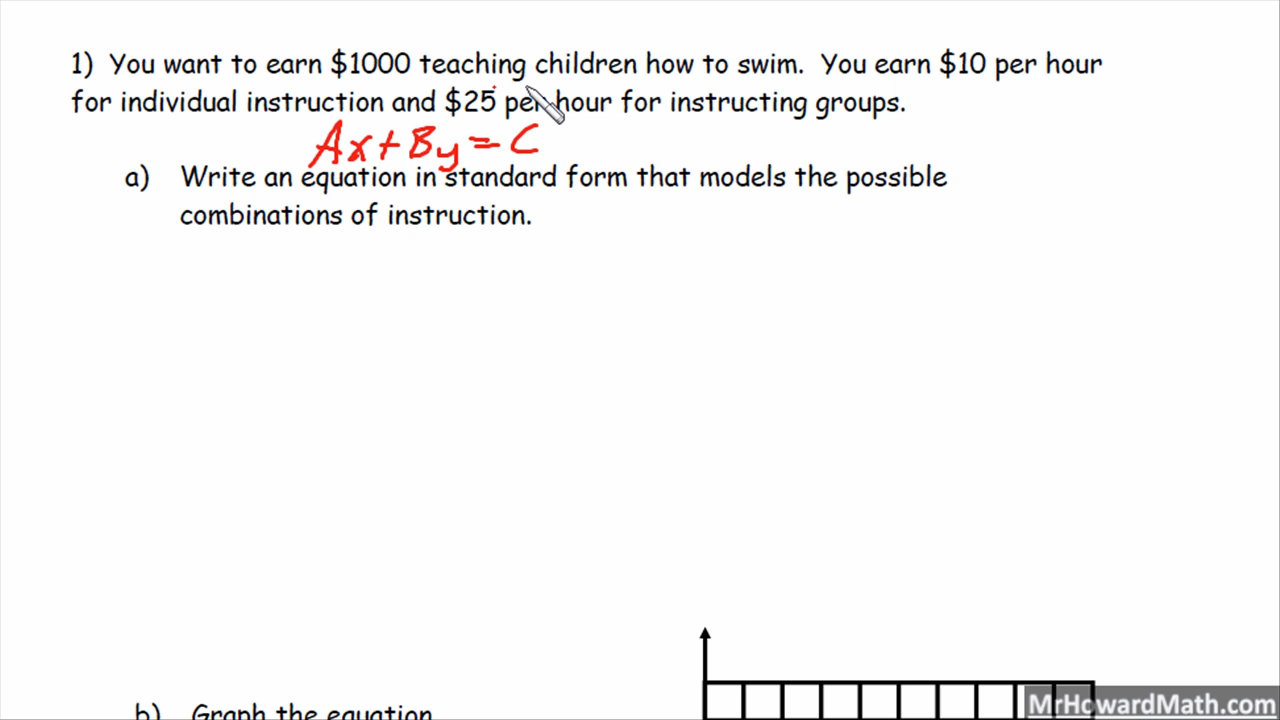 1) You want to earn $1000 teaching children how to swim. You earn $10 per hour
for individual instruction and $25 per hour for instructing groups.
Ax+By=C
a) Write an equation in standard form that models the possible
combinations of instruction.
b) Graph the equation
MrHowardMath.com